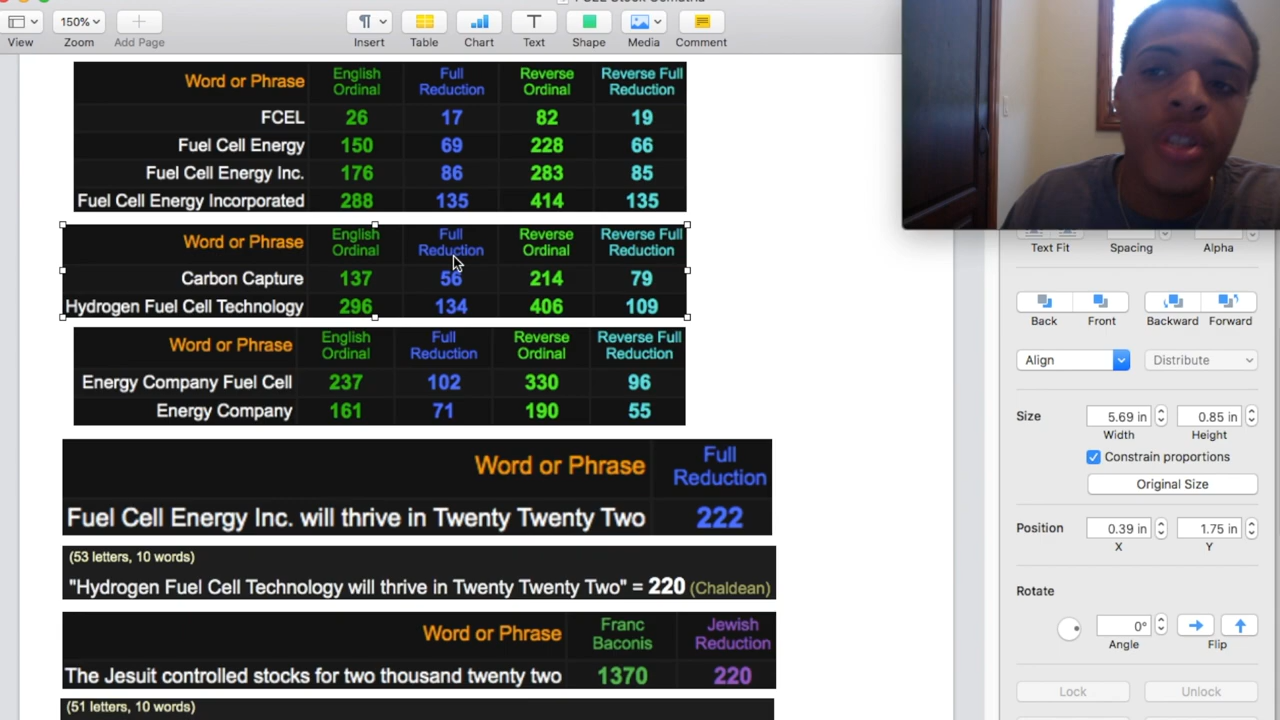 150%
View
Zoom
Add Page
Insert
Table
Chart
Text
Shape
Media
Comment
Word or Phrase English Ordinal Full Reduction Reverse Ordinal Reverse Full Reduction
FCEL 26 17 82 19
Fuel Cell Energy 150 69 228 66
Fuel Cell Energy Inc. 176 86 283 85
Fuel Cell Energy Incorporated 288 135 414 135
Word or Phrase English Ordinal Full Reduction Reverse Ordinal Reverse Full Reduction
Carbon Capture 137 56 214 79
Hydrogen Fuel Cell Technology 296 134 406 109
Word or Phrase English Ordinal Full Reduction Reverse Ordinal Reverse Full Reduction
Energy Company Fuel Cell 237 102 330 96
Energy Company 161 71 190 55
Word or Phrase Full Reduction
Fuel Cell Energy Inc. will thrive in Twenty Twenty Two 222
(53 letters, 10 words)
"Hydrogen Fuel Cell Technology will thrive in Twenty Twenty Two" = 220 (Chaldean)
Word or Phrase Franc Baconis Jewish Reduction
The Jesuit controlled stocks for two thousand twenty two 1370 220
(51 letters, 10 words)
Text Fit Spacing Alpha
Back Front Backward Forward
Align Distribute
Size 5.69 in 0.85 in
Width Height
Constrain proportions
Original Size
Position 0.39 in 1.75 in
X Y
Rotate
0°
Angle Flip
Lock Unlock